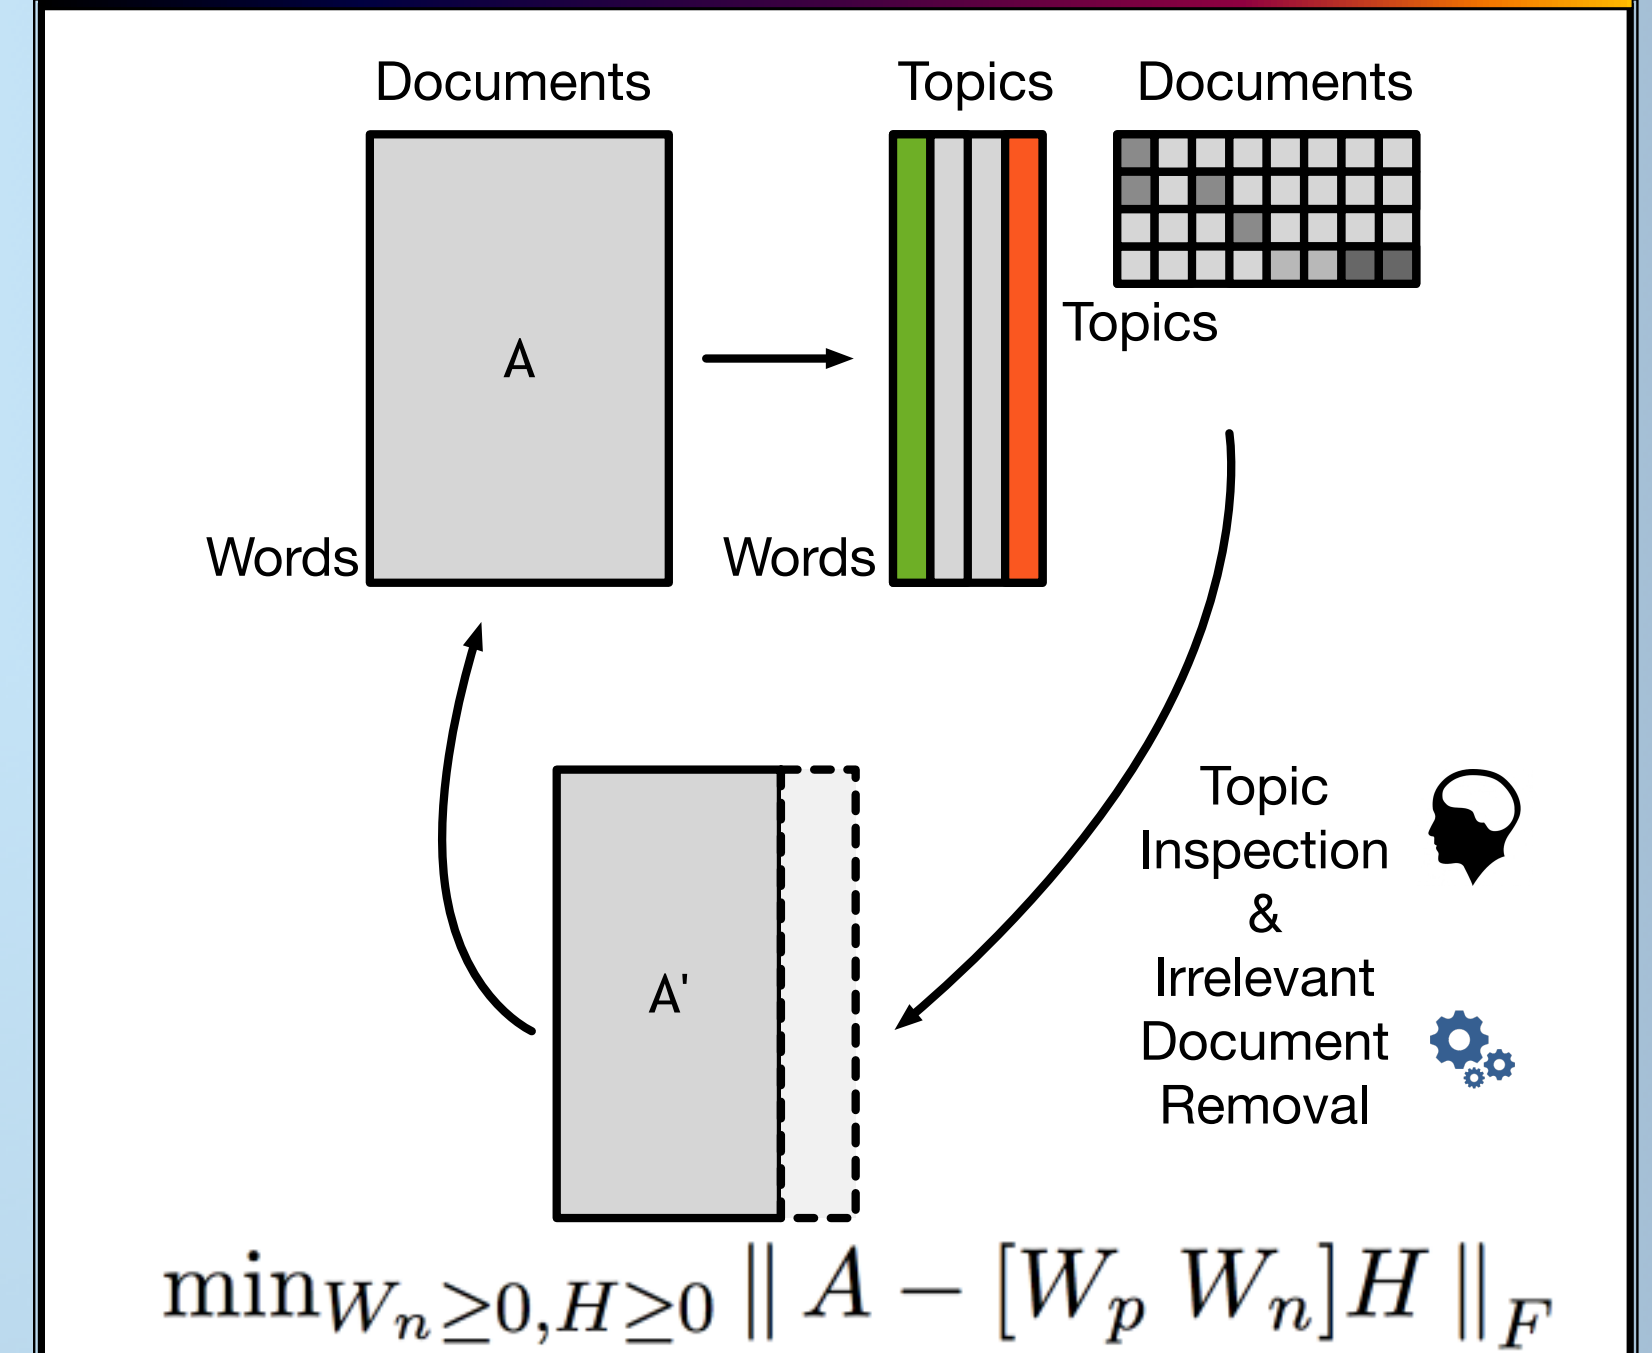 Documents
Topics
Documents
A
Topics
Words
Words
Topic
Inspection
&
Irrelevant
Document
Removal
A'
min_{W_n≥0,H≥0} ‖ A − [W_p W_n]H ‖_F